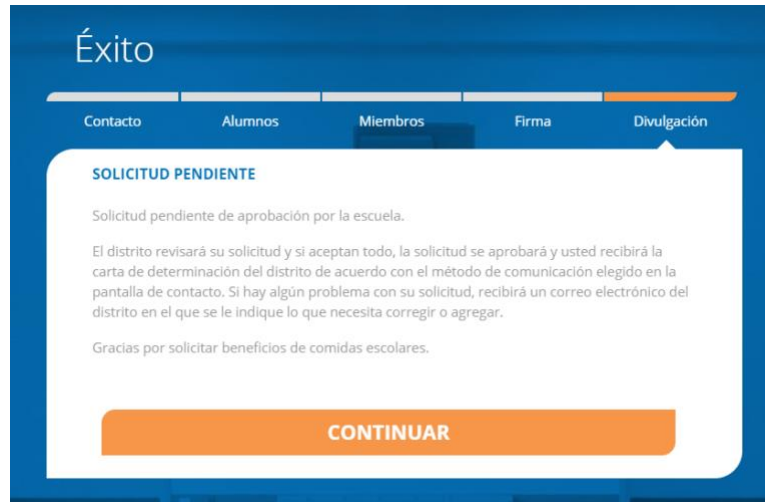 Éxito
Contacto Alumnos Miembros Firma Divulgación
SOLICITUD PENDIENTE
Solicitud pendiente de aprobación por la escuela.
El distrito revisará su solicitud y si aceptan todo, la solicitud se aprobará y usted recibirá la
carta de determinación del distrito de acuerdo con el método de comunicación elegido en la
pantalla de contacto. Si hay algún problema con su solicitud, recibirá un correo electrónico del
distrito en el que se le indique lo que necesita corregir o agregar.
Gracias por solicitar beneficios de comidas escolares.
CONTINUAR